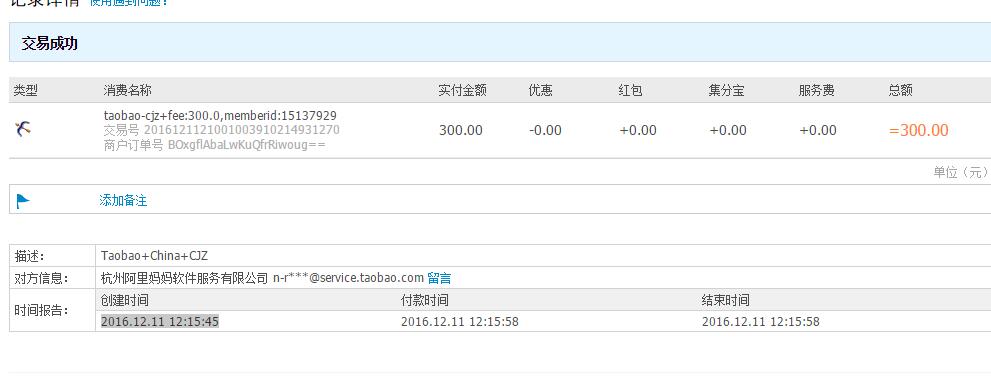 记录详情 使用遇到问题?
交易成功
类型 消费名称 实付金额 优惠 红包 集分宝 服务费 总额
taobao-cjz+fee:300.0,memberid:15137929
交易号 2016121121001003910214931270
商户订单号 BOxgflAbaLwKuQfrRiwoug==
300.00 -0.00 +0.00 +0.00 +0.00 =300.00
单位（元）
添加备注
描述： Taobao+China+CJZ
对方信息： 杭州阿里妈妈软件服务有限公司 n-r***@service.taobao.com 留言
时间报告： 创建时间 付款时间 结束时间
2016.12.11 12:15:45 2016.12.11 12:15:58 2016.12.11 12:15:58